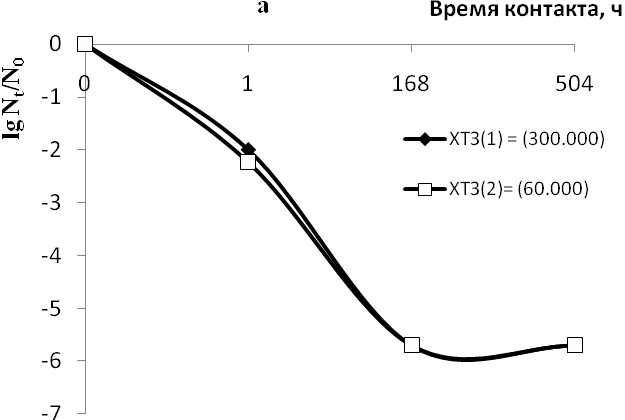 а
Время контакта, ч
lg Nt/N0
0
0
1
168
504
-1
-2
-3
-4
-5
-6
-7
ХТЗ(1) = (300.000)
ХТЗ(2)= (60.000)